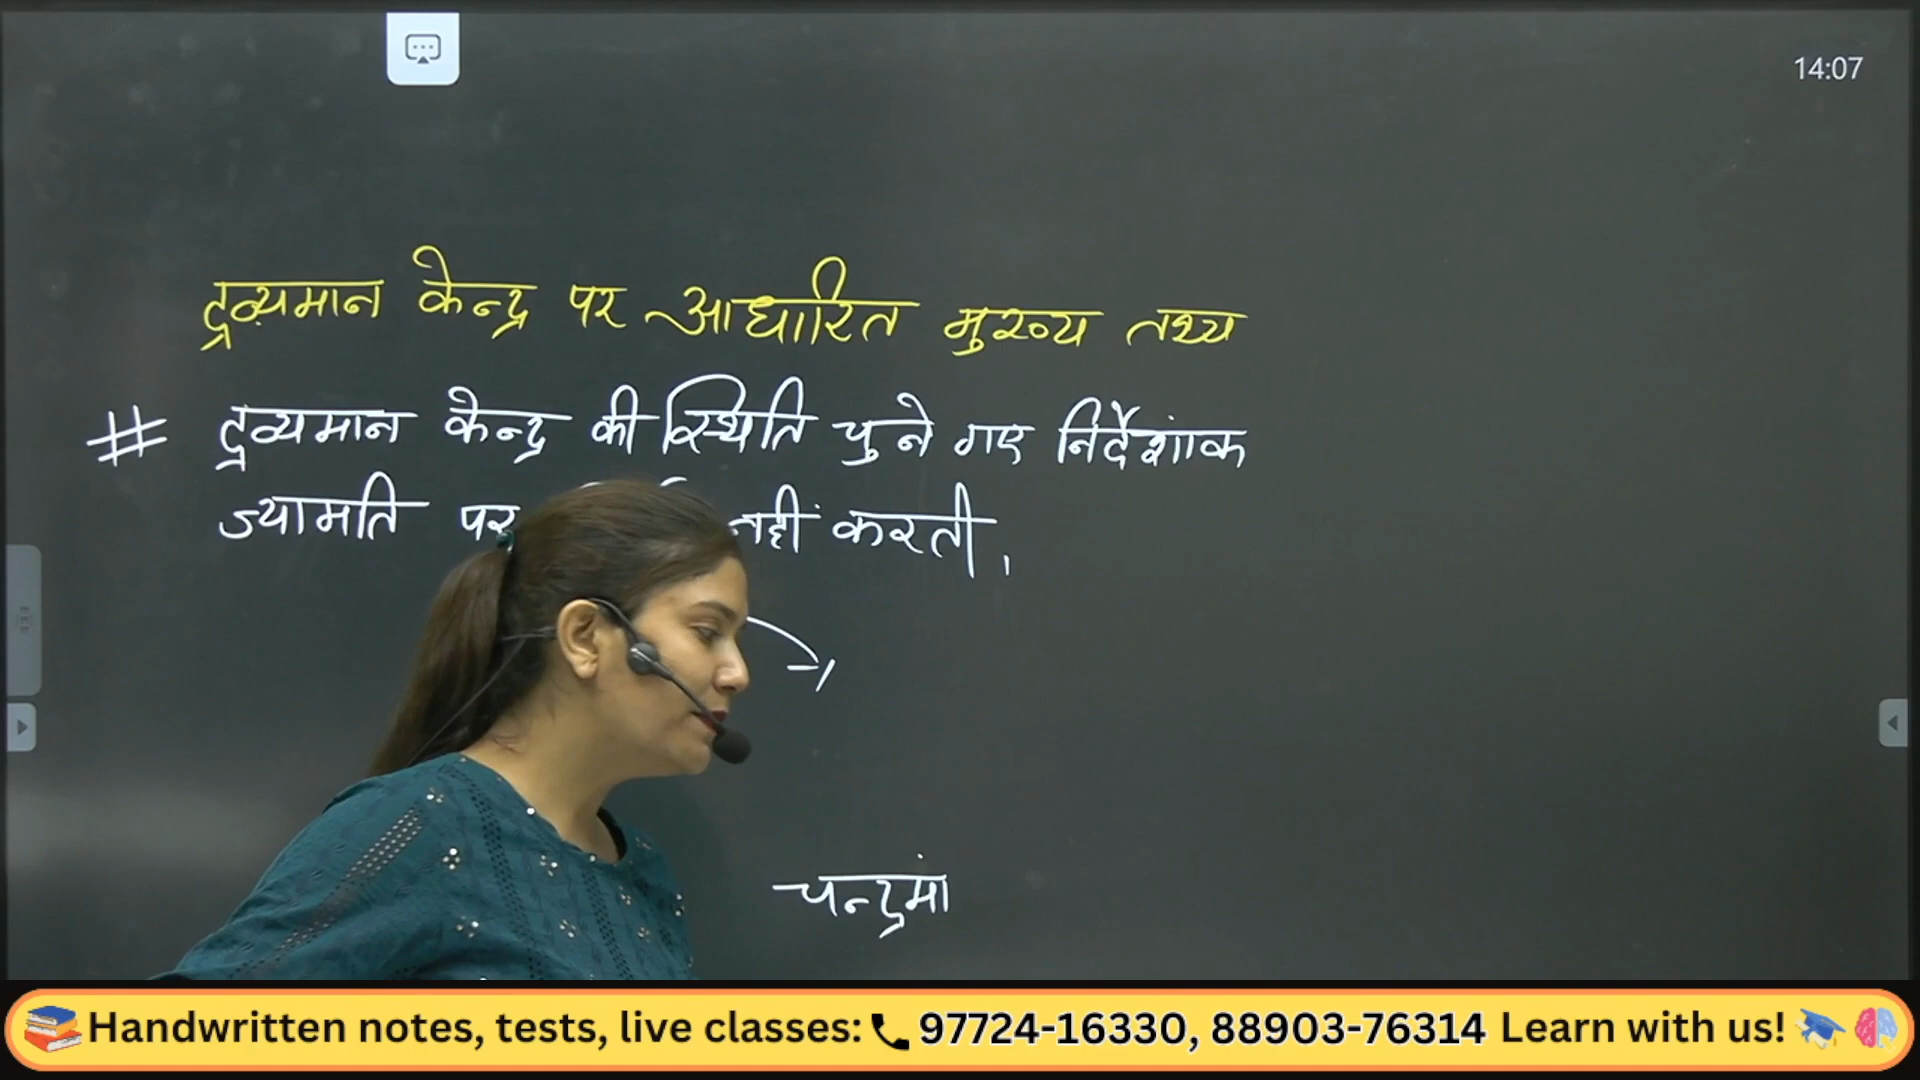 14:07
द्रव्यमान केन्द्र पर आधारित मुख्य तथ्य
# द्रव्यमान केन्द्र की स्थिति चुने गए निर्देशांक
ज्यामति पर नहीं करती।
चन्द्रमां
Handwritten notes, tests, live classes: 97724-16330, 88903-76314 Learn with us!